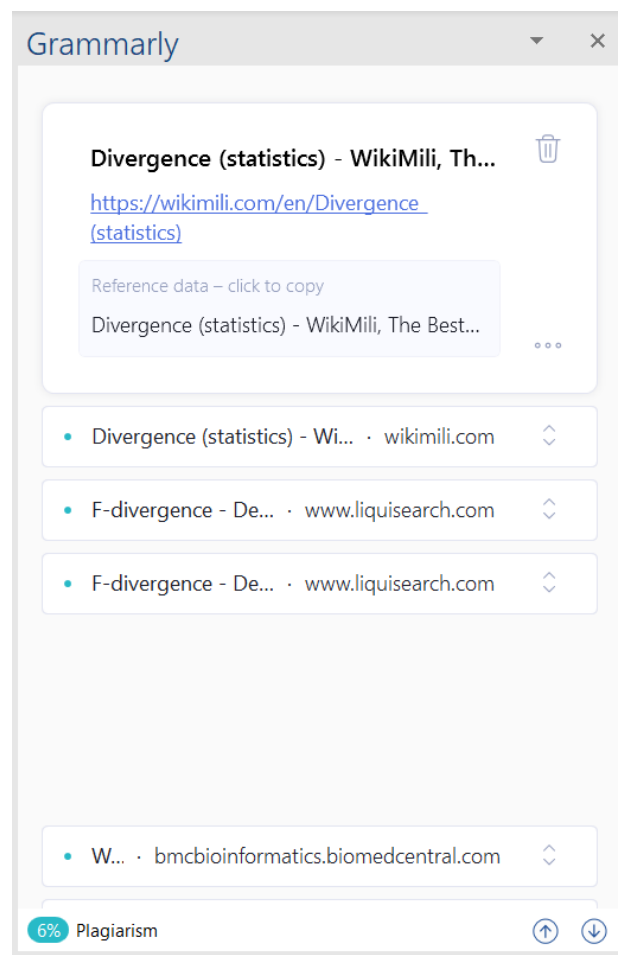 Grammarly
Divergence (statistics) - WikiMili, Th...
https://wikimili.com/en/Divergence_
(statistics)
Reference data – click to copy
Divergence (statistics) - WikiMili, The Best...
Divergence (statistics) - Wi... · wikimili.com
F-divergence - De... · www.liquisearch.com
F-divergence - De... · www.liquisearch.com
W... · bmcbioinformatics.biomedcentral.com
6% Plagiarism